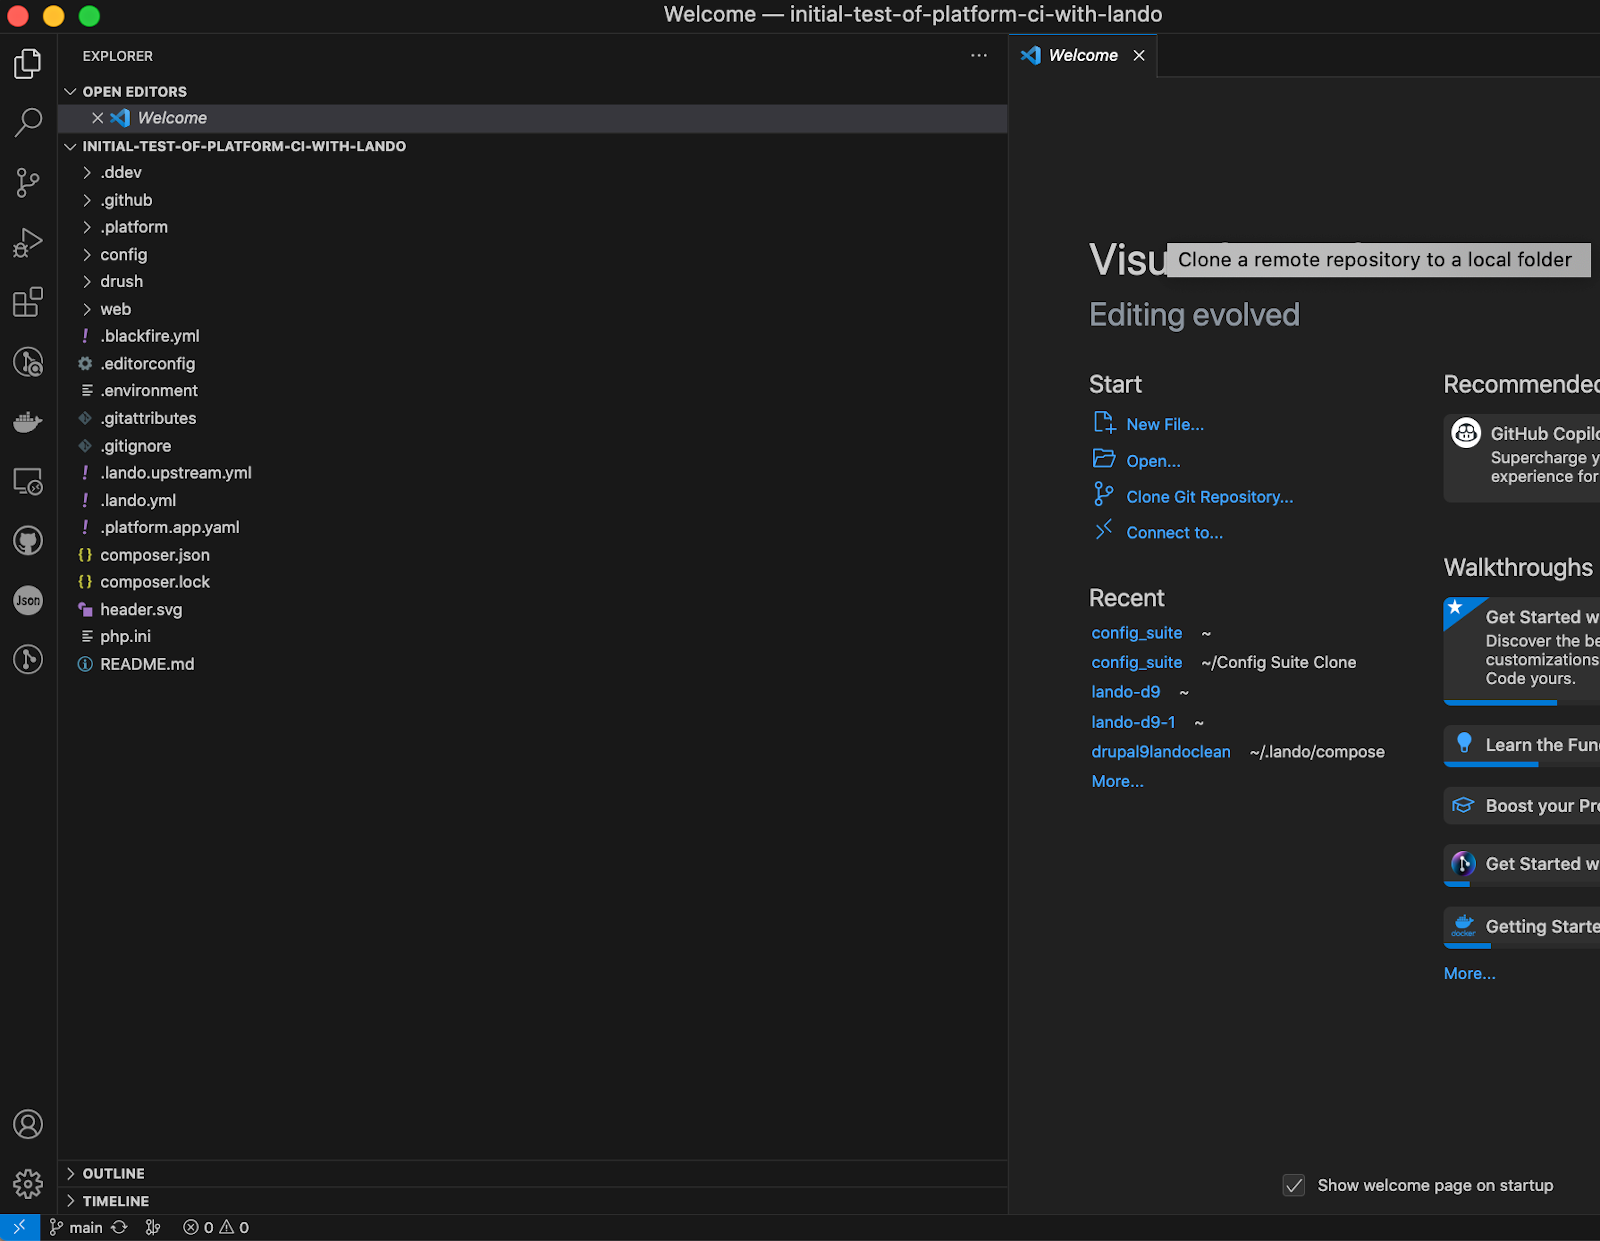 Welcome — initial-test-of-platform-ci-with-lando
EXPLORER
Welcome
OPEN EDITORS
Welcome
INITIAL-TEST-OF-PLATFORM-CI-WITH-LANDO
.ddev
.github
.platform
config
drush
web
.blackfire.yml
.editorconfig
.environment
.gitattributes
.gitignore
.lando.upstream.yml
.lando.yml
.platform.app.yaml
composer.json
composer.lock
header.svg
php.ini
README.md
Json
OUTLINE
TIMELINE
Visu
Clone a remote repository to a local folder
Editing evolved
Start
New File...
Open...
Clone Git Repository...
Connect to...
Recent
config_suite ~
config_suite ~/Config Suite Clone
lando-d9 ~
lando-d9-1 ~
drupal9landoclean ~/.lando/compose
More...
Recommended
GitHub Copilo
Supercharge y
experience for
Walkthroughs
Get Started w
Discover the be
customizations
Code yours.
Learn the Fun
Boost your Pro
Get Started w
docker
Getting Starte
More...
Show welcome page on startup
main 0 0